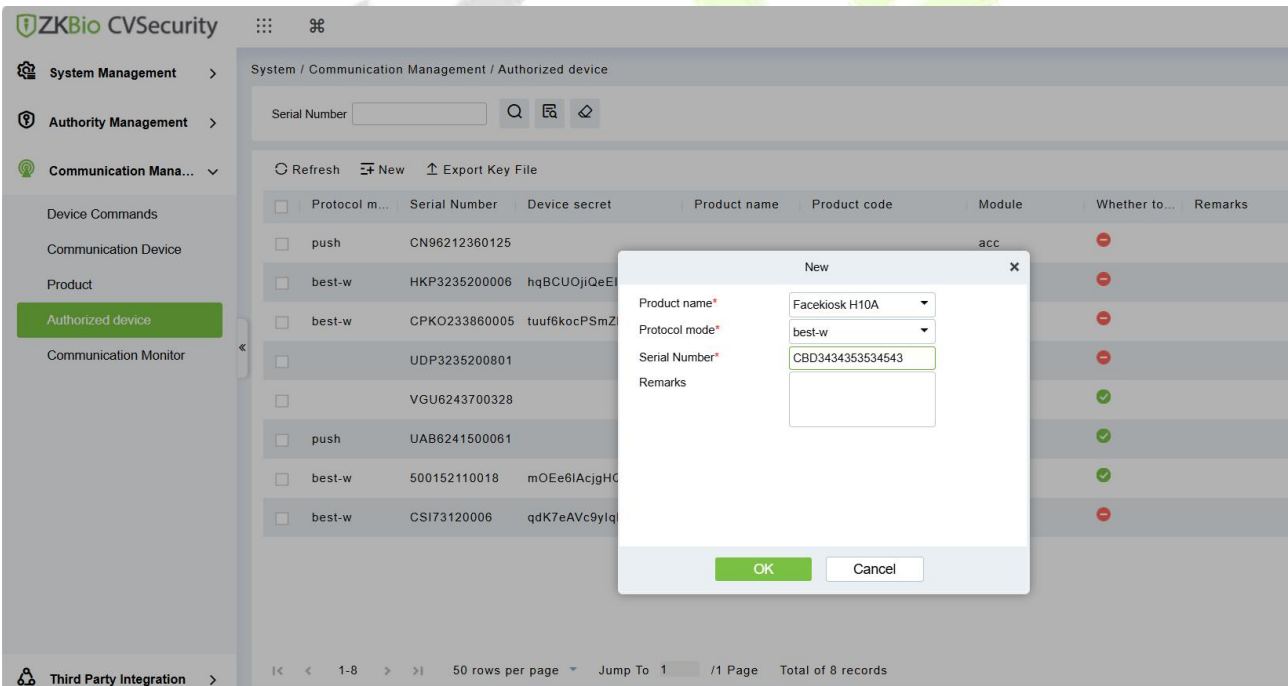 ZKBio CVSecurity
System Management
Authority Management
Communication Mana...
Device Commands
Communication Device
Product
Authorized device
Communication Monitor
Third Party Integration
System / Communication Management / Authorized device
Serial Number
Refresh New Export Key File
Protocol m... Serial Number Device secret Product name Product code Module Whether to... Remarks
push CN96212360125 acc
best-w HKP3235200006
best-w CPKO233860005
UDP3235200801
VGU6243700328
push UAB6241500061
best-w 500152110018
best-w CSI73120006
New
Product name* Facekiosk H10A
Protocol mode* best-w
Serial Number* CBD3434353534543
Remarks
OK Cancel
1-8 50 rows per page Jump To 1 /1 Page Total of 8 records